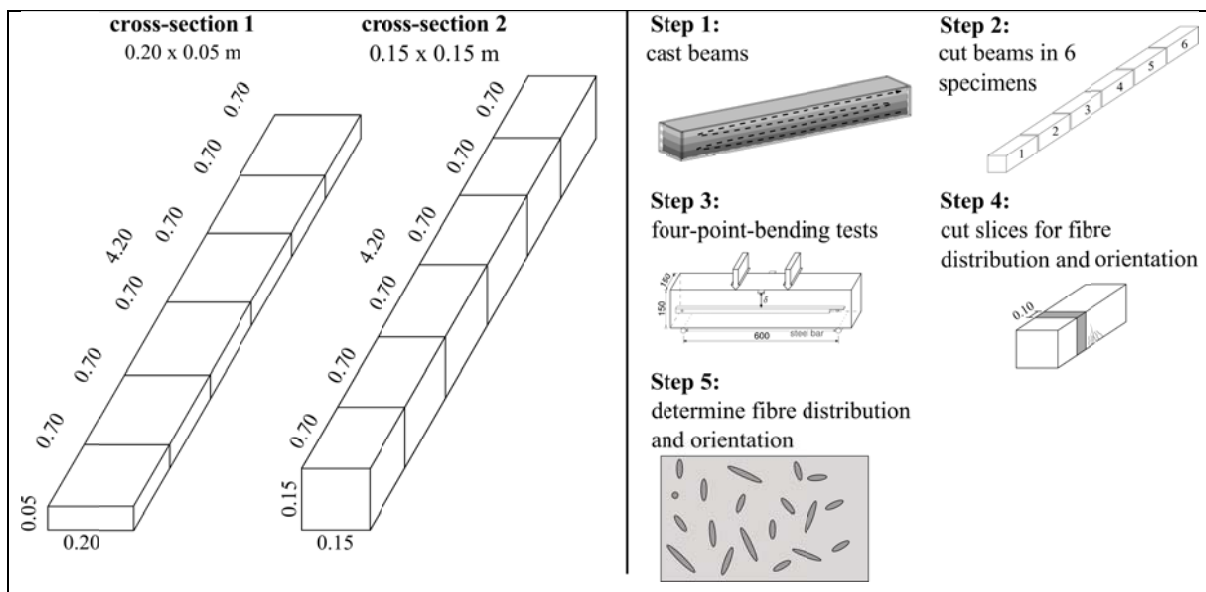 cross-section 1
0.20 x 0.05 m
cross-section 2
0.15 x 0.15 m
0.70
0.70
0.70
0.70
0.70
0.70
4.20
0.05
0.20
0.70
0.70
0.70
0.70
0.70
0.70
4.20
0.15
0.15
Step 1:
cast beams
Step 2:
cut beams in 6
specimens
1
2
3
4
5
6
Step 3:
four-point-bending tests
150
150
δ
steel bar
600
Step 4:
cut slices for fibre
distribution and orientation
0.10
Step 5:
determine fibre distribution
and orientation